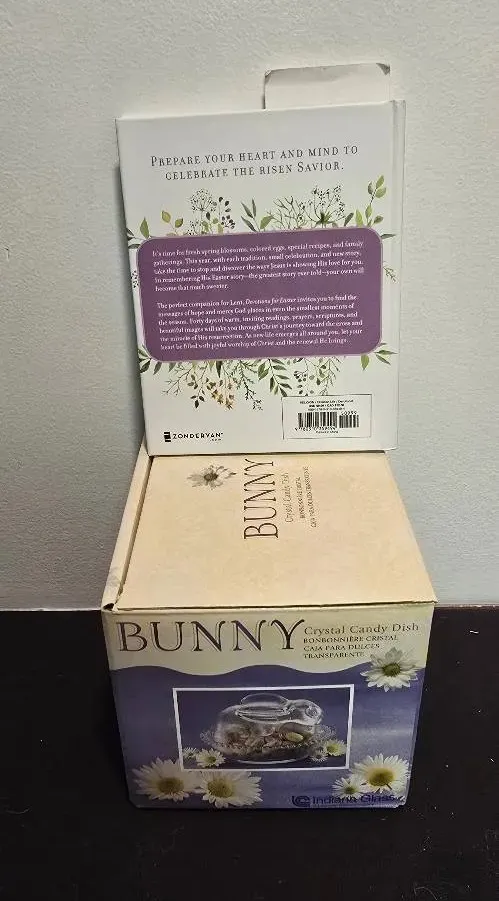 PREPARE YOUR HEART AND MIND TO
CELEBRATE THE RISEN SAVIOR.
It's time for fresh spring blossoms, colored eggs, special recipes, and family
gatherings. This year, with each tradition, small celebration, and new story,
take the time to stop and discover the ways Jesus is showing His love for you.
In remembering His Easter story—the greatest story ever told—your own will
become that much sweeter.
The perfect companion for Lent, Devotions for Easter invites you to find the
messages of hope and mercy God places in even the smallest moments of
the season. Forty days of warm, inviting readings, prayers, scriptures, and
beautiful images will take you through Christ's journey toward the cross and
the miracle of His resurrection. As new life emerges all around you, let your
heart be filled with joyful worship of Christ and the renewal He brings.
ZONDERVAN
BUNNY
Crystal Candy Dish
BONBONNIÈRE CRISTAL
CAJA PARA DULCES TRANSPARENTE
BUNNY
Crystal Candy Dish
BONBONNIÈRE CRISTAL
CAJA PARA DULCES
TRANSPARENTE
Indiana Glass